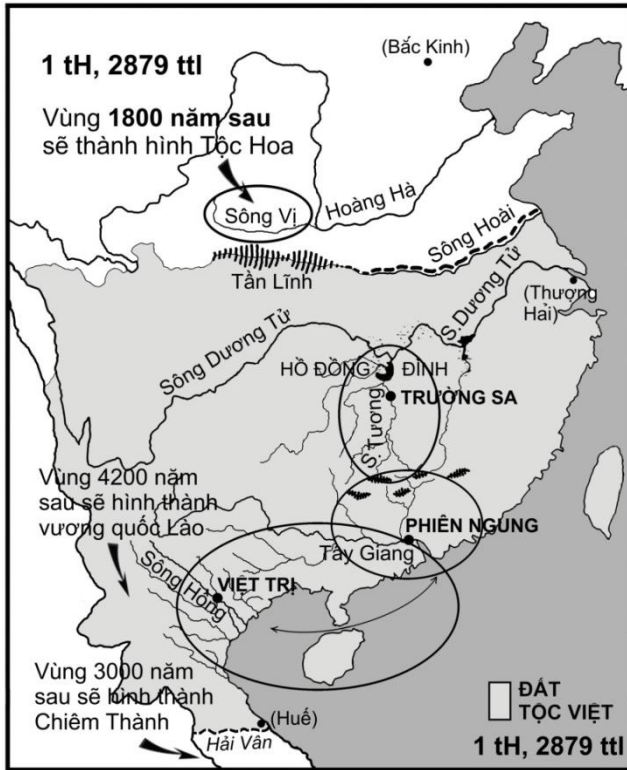 (Bắc Kinh)
1 tH, 2879 ttl
Vùng 1800 năm sau
sẽ thành hình Tộc Hoa
Sông Vị
Hoàng Hà
Sông Hoài
Tần Lĩnh
S.Dương Tử
(Thượng
Hải)
Sông Dương Tử
HỒ ĐỒNG ĐÌNH
TRƯỜNG SA
S.Tương
Vùng 4200 năm
sau sẽ hình thành
vương quốc Lào
PHIÊN NGUNG
Tây Giang
VIỆT TRỊ
Sông Hồng
Vùng 3000 năm
sau sẽ hình thành
Chiêm Thành
(Huế)
Hải Vân
ĐẤT
TỘC VIỆT
1 tH, 2879 ttl